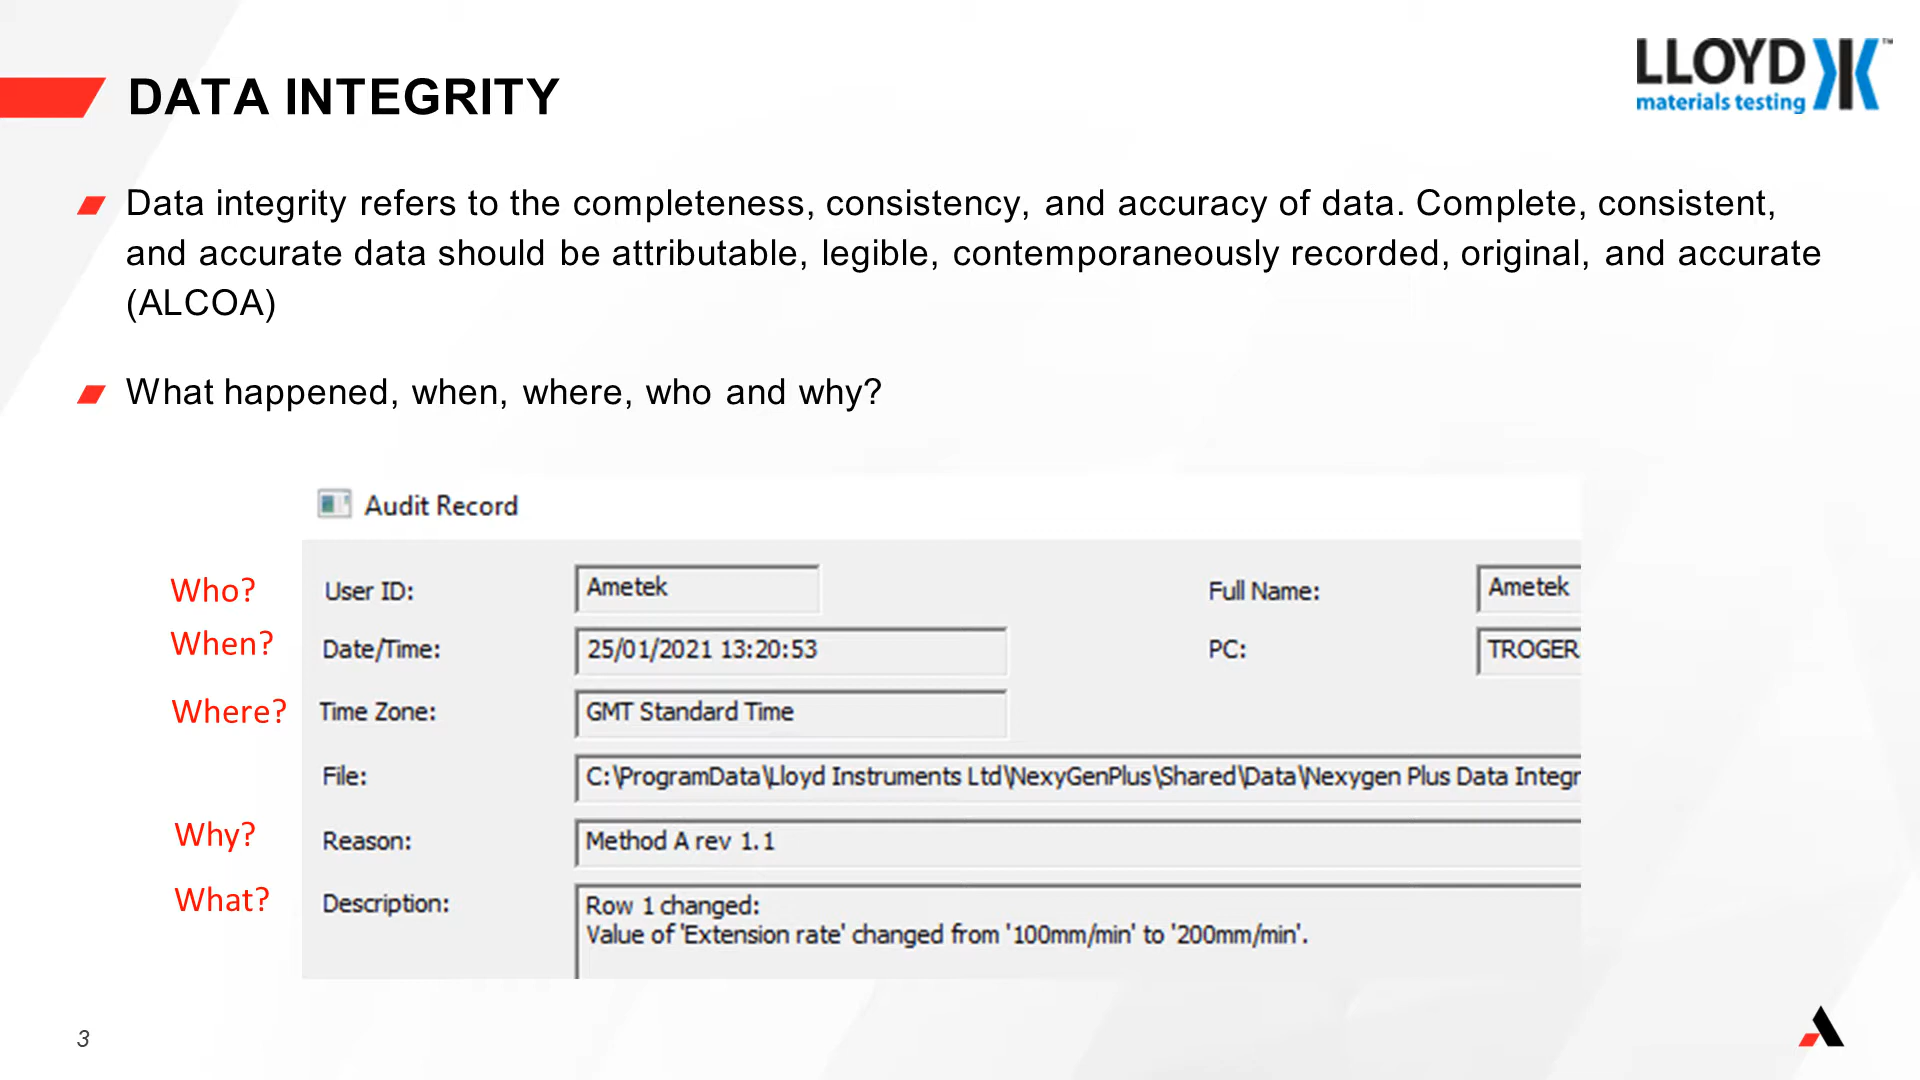 LLOYD
materials testing
DATA INTEGRITY
Data integrity refers to the completeness, consistency, and accuracy of data. Complete, consistent,
and accurate data should be attributable, legible, contemporaneously recorded, original, and accurate
(ALCOA)
What happened, when, where, who and why?
Audit Record
Who? User ID: Ametek Full Name: Ametek
When? Date/Time: 25/01/2021 13:20:53 PC: TROGER
Where? Time Zone: GMT Standard Time
File: C:\ProgramData\Lloyd Instruments Ltd\NexyGenPlus\Shared\Data\Nexygen Plus Data Integr
Why? Reason: Method A rev 1.1
What? Description: Row 1 changed:
Value of 'Extension rate' changed from '100mm/min' to '200mm/min'.
3